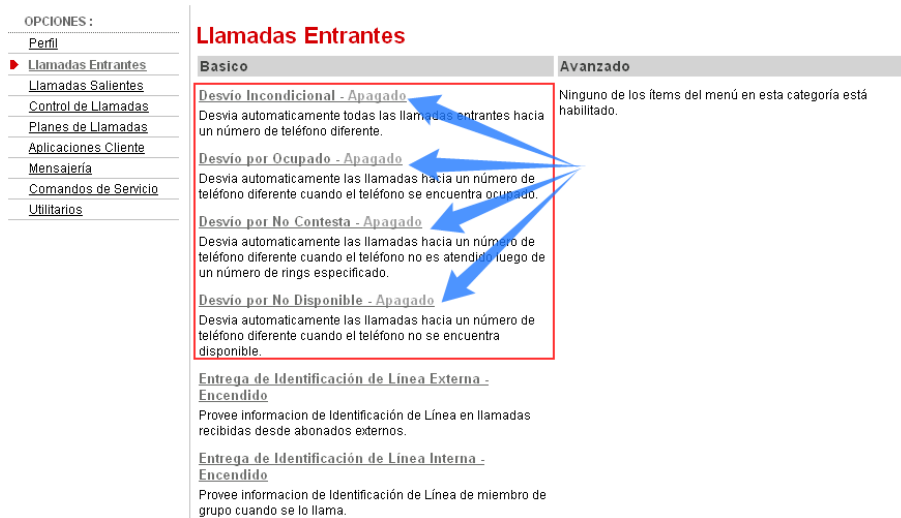 OPCIONES :
Perfil
Llamadas Entrantes
Llamadas Salientes
Control de Llamadas
Planes de Llamadas
Aplicaciones Cliente
Mensajería
Comandos de Servicio
Utilitarios
Llamadas Entrantes
Basico
Desvío Incondicional - Apagado
Desvia automaticamente todas las llamadas entrantes hacia
un número de teléfono diferente.
Desvío por Ocupado - Apagado
Desvia automaticamente las llamadas hacia un número de
teléfono diferente cuando el teléfono se encuentra ocupado.
Desvío por No Contesta - Apagado
Desvia automaticamente las llamadas hacia un número de
teléfono diferente cuando el teléfono no es atendido luego de
un número de rings especificado.
Desvío por No Disponible - Apagado
Desvia automaticamente las llamadas hacia un número de
teléfono diferente cuando el teléfono no se encuentra
disponible.
Entrega de Identificación de Línea Externa -
Encendido
Provee informacion de Identificación de Línea en llamadas
recibidas desde abonados externos.
Entrega de Identificación de Línea Interna -
Encendido
Provee informacion de Identificación de Línea de miembro de
grupo cuando se lo llama.
Avanzado
Ninguno de los ítems del menú en esta categoría está
habilitado.